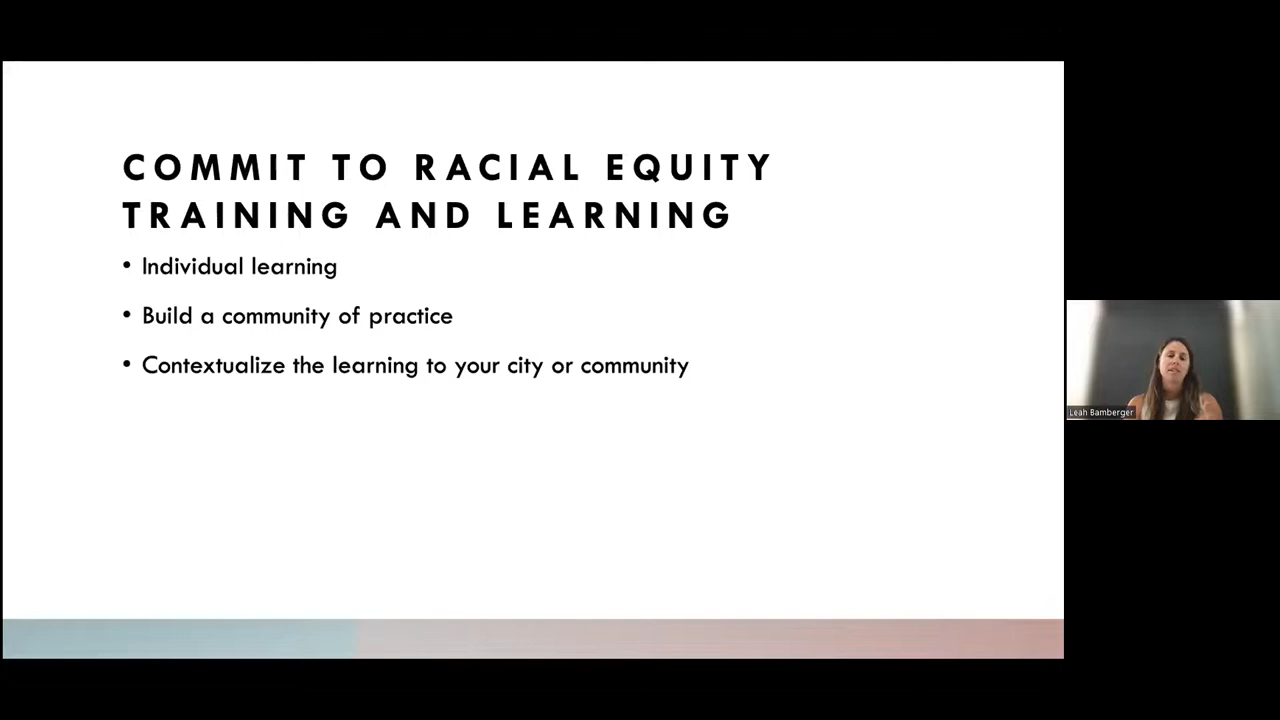 COMMIT TO RACIAL EQUITY
TRAINING AND LEARNING
• Individual learning
• Build a community of practice
• Contextualize the learning to your city or community
Leah Bamberger